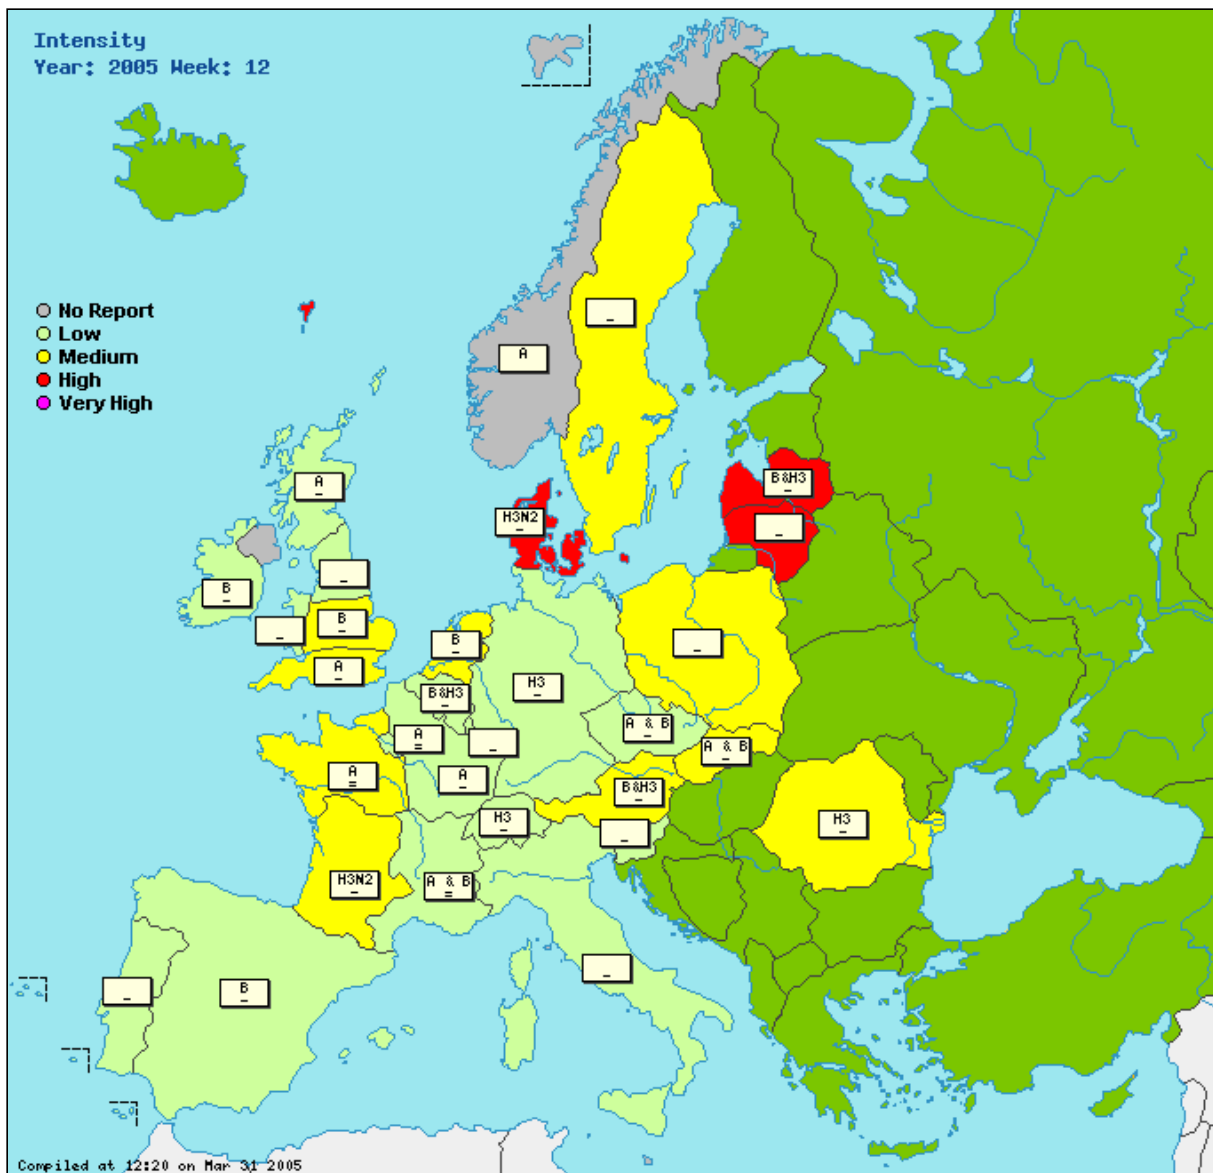 Intensity
Year: 2005 Week: 12
No Report
Low
Medium
High
Very High
_
A
A
_
B&H3
_
H3N2
_
_
_
B
_
B
_
_
B
_
_
A
_
H3
_
B&H3
_
A & B
_
A
=
_
A & B
_
A
=
A
_
B&H3
_
H3
_
H3
_
_
H3N2
_
A & B
=
_
_
B
_
Compiled at 12:20 on Mar 31 2005